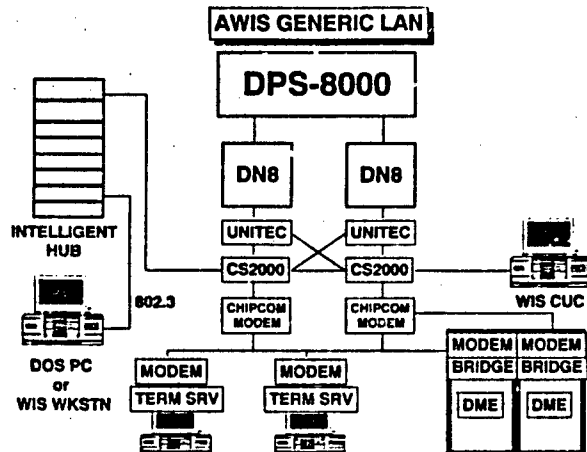 AWIS GENERIC LAN
DPS-8000
DN8 DN8
UNITEC UNITEC
INTELLIGENT
HUB
CS2000 CS2000
WIS CUC
802.3
CHIPCOM
MODEM
CHIPCOM
MODEM
DOS PC
or
WIS WKSTN
MODEM MODEM
TERM SRV TERM SRV
MODEM MODEM
BRIDGE BRIDGE
DME DME